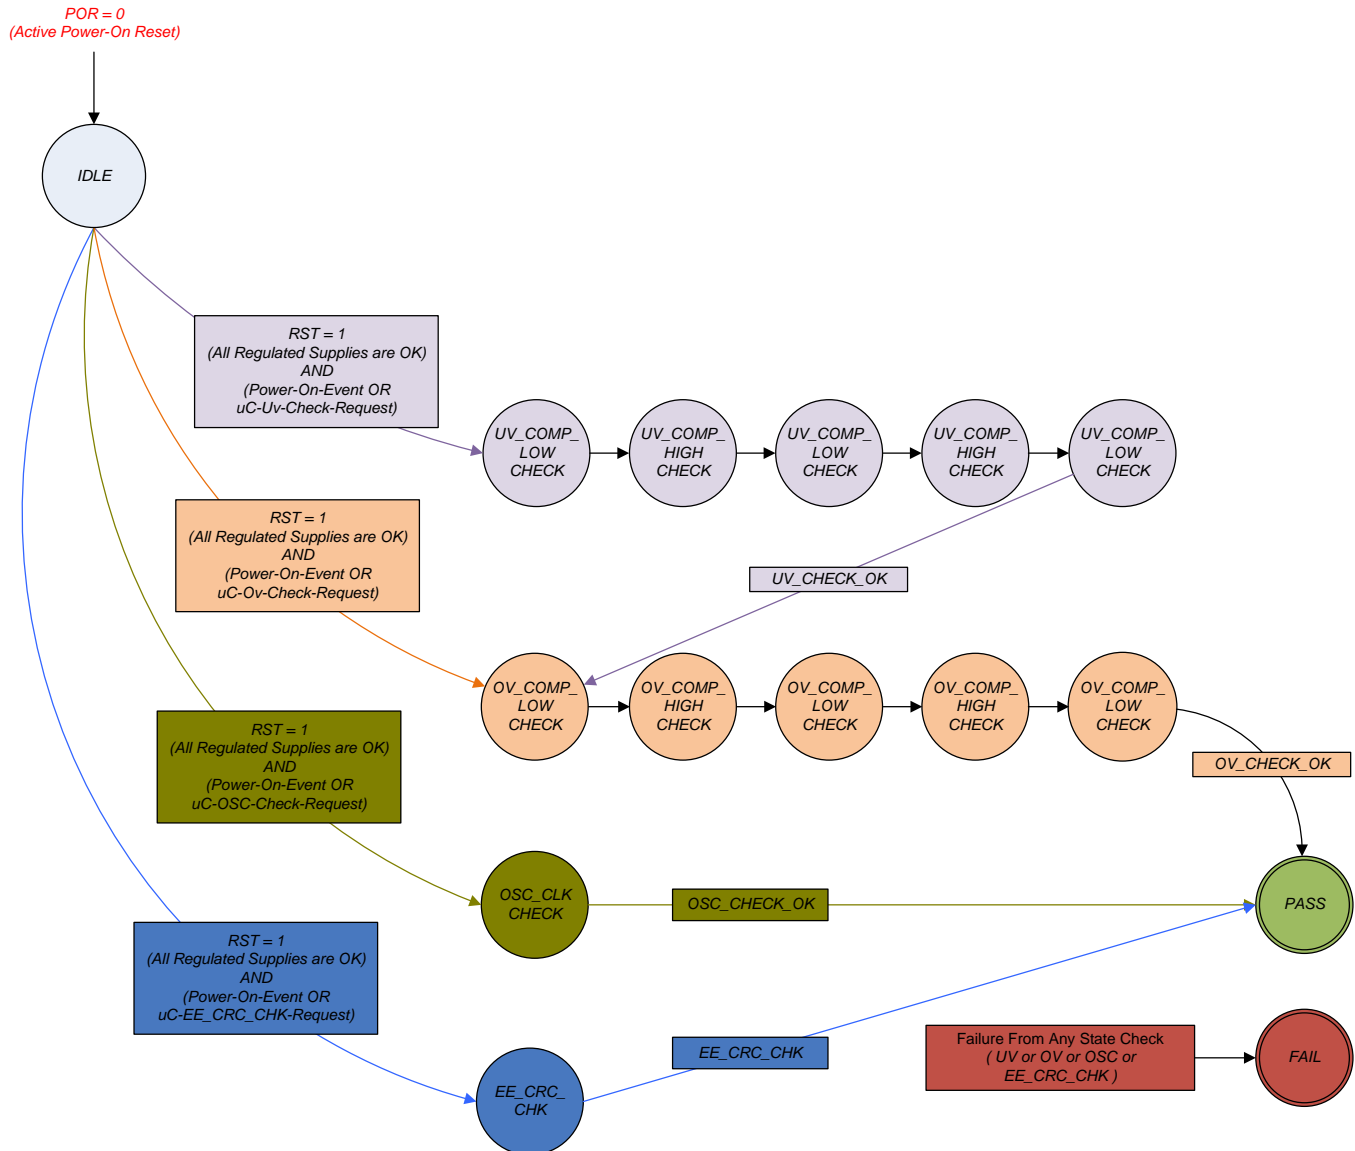 POR = 0
(Active Power-On Reset)
IDLE
RST = 1
(All Regulated Supplies are OK)
AND
(Power-On-Event OR
uC-Uv-Check-Request)
UV_COMP_
LOW
CHECK
UV_COMP_
HIGH
CHECK
UV_COMP_
LOW
CHECK
UV_COMP_
HIGH
CHECK
UV_COMP_
LOW
CHECK
RST = 1
(All Regulated Supplies are OK)
AND
(Power-On-Event OR
uC-Ov-Check-Request)
UV_CHECK_OK
OV_COMP_
LOW
CHECK
OV_COMP_
HIGH
CHECK
OV_COMP_
LOW
CHECK
OV_COMP_
HIGH
CHECK
OV_COMP_
LOW
CHECK
OV_CHECK_OK
RST = 1
(All Regulated Supplies are OK)
AND
(Power-On-Event OR
uC-OSC-Check-Request)
OSC_CLK
CHECK
OSC_CHECK_OK
PASS
RST = 1
(All Regulated Supplies are OK)
AND
(Power-On-Event OR
uC-EE_CRC_CHK-Request)
EE_CRC_
CHK
EE_CRC_CHK
Failure From Any State Check
( UV or OV or OSC or
EE_CRC_CHK )
FAIL